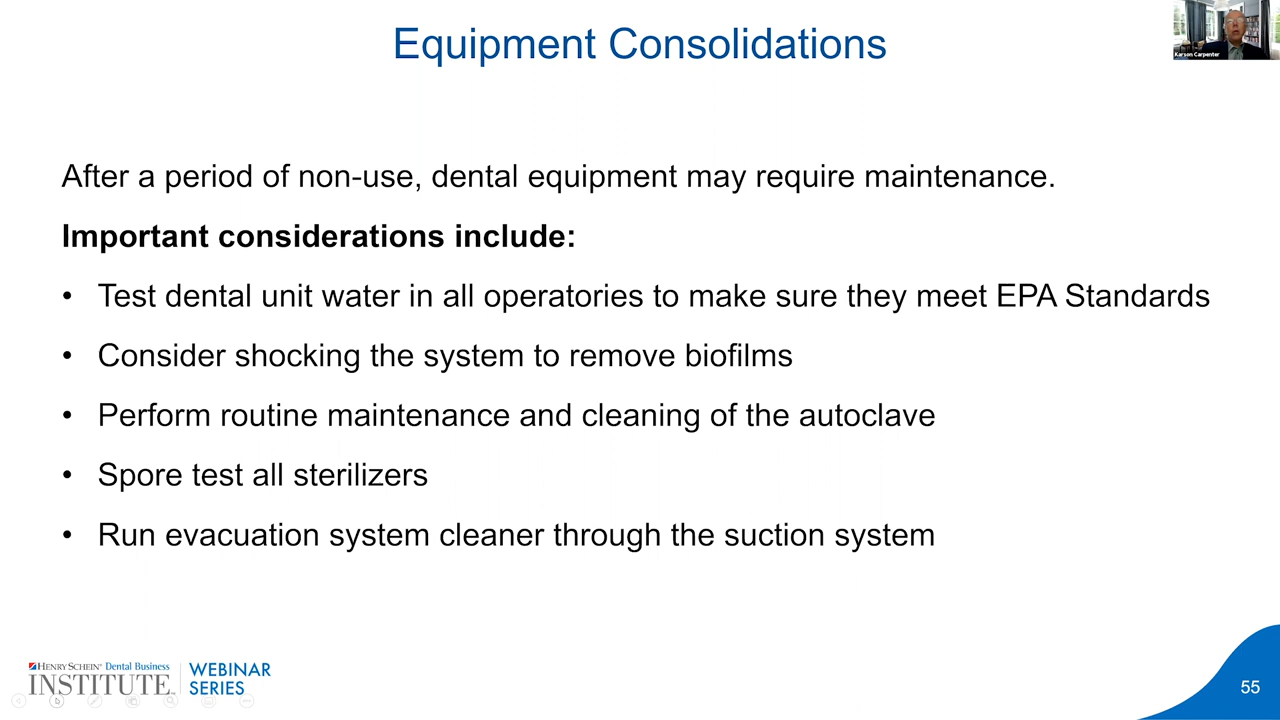 Equipment Consolidations
Karson Carpenter
After a period of non-use, dental equipment may require maintenance.
Important considerations include:
• Test dental unit water in all operatories to make sure they meet EPA Standards
• Consider shocking the system to remove biofilms
• Perform routine maintenance and cleaning of the autoclave
• Spore test all sterilizers
• Run evacuation system cleaner through the suction system
HENRY SCHEIN® Dental Business
INSTITUTE™
WEBINAR
SERIES
55